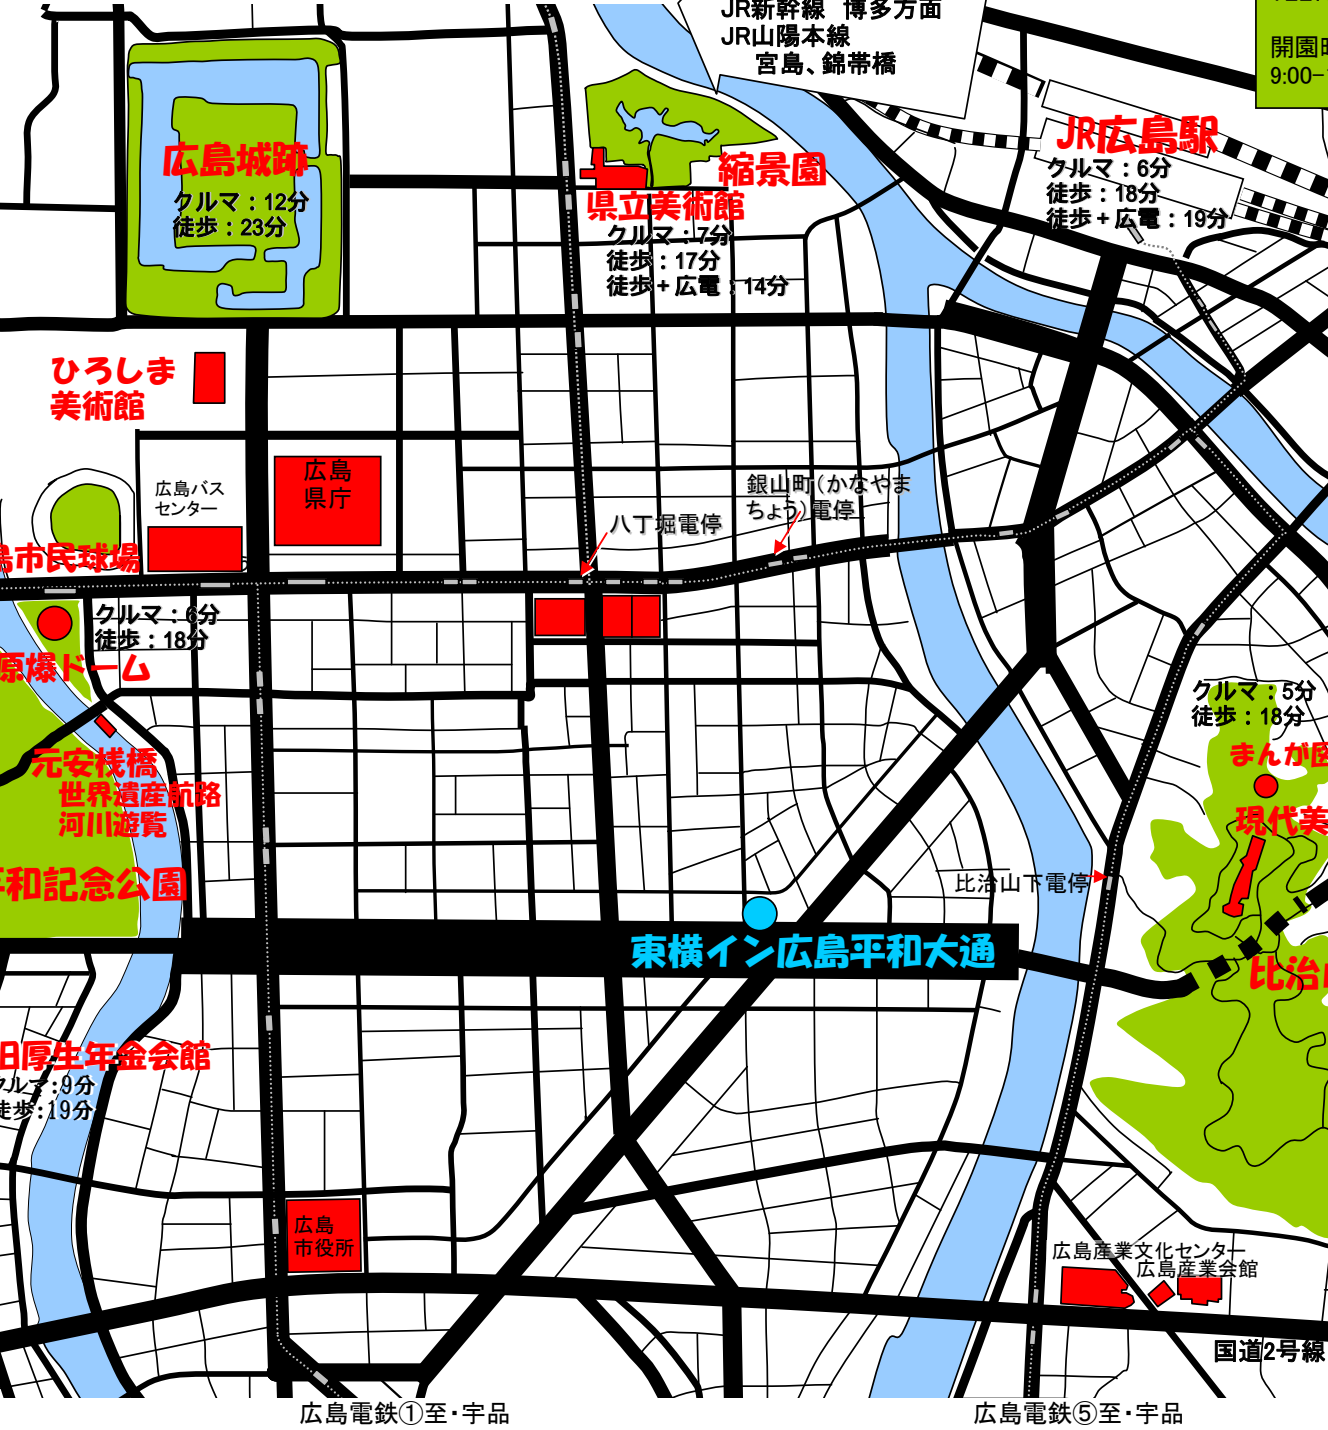 JR新幹線 博多方面
JR山陽本線
宮島、錦帯橋
開園
9:00-
JR広島駅
クルマ：6分
徒歩：18分
徒歩+広電：19分
広島城跡
クルマ：12分
徒歩：23分
縮景園
県立美術館
クルマ：7分
徒歩：17分
徒歩+広電：14分
ひろしま
美術館
広島バス
センター
広島
県庁
銀山町（かなやま
ちょう）電停
八丁堀電停
島市民球場
クルマ：6分
徒歩：18分
原爆ドーム
元安桟橋
世界遺産航路
河川遊覧
平和記念公園
クルマ：5分
徒歩：18分
まんが
現代美
比治山下電停
東横イン広島平和大通
比治
旧厚生年金会館
クルマ：9分
徒歩：19分
広島
市役所
広島産業文化センター
広島産業会館
国道2号線
広島電鉄①至・宇品
広島電鉄⑤至・宇品